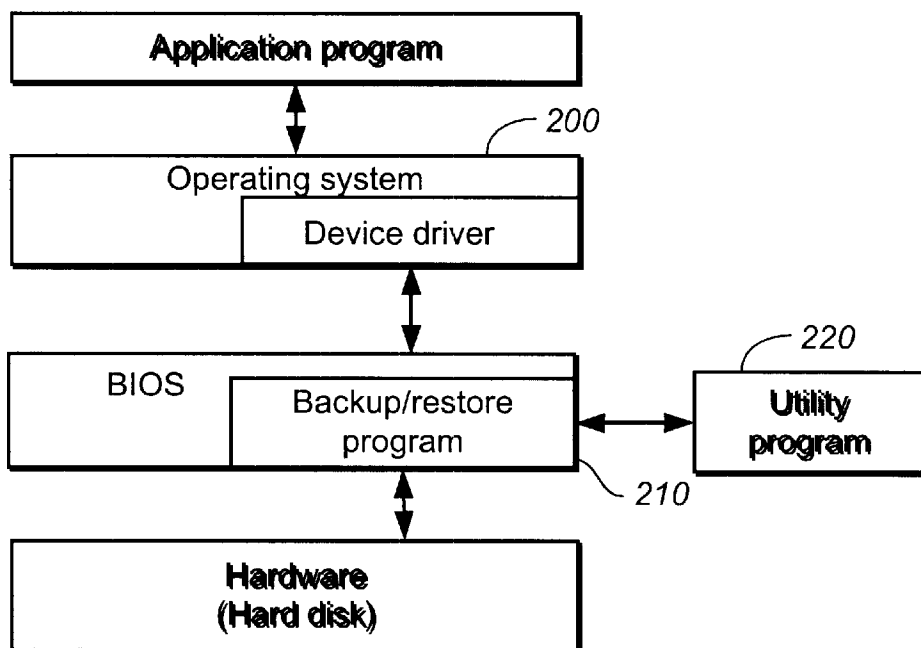 Application program
200
Operating system
Device driver
220
BIOS
Backup/restore
program
Utility
program
210
Hardware
(Hard disk)